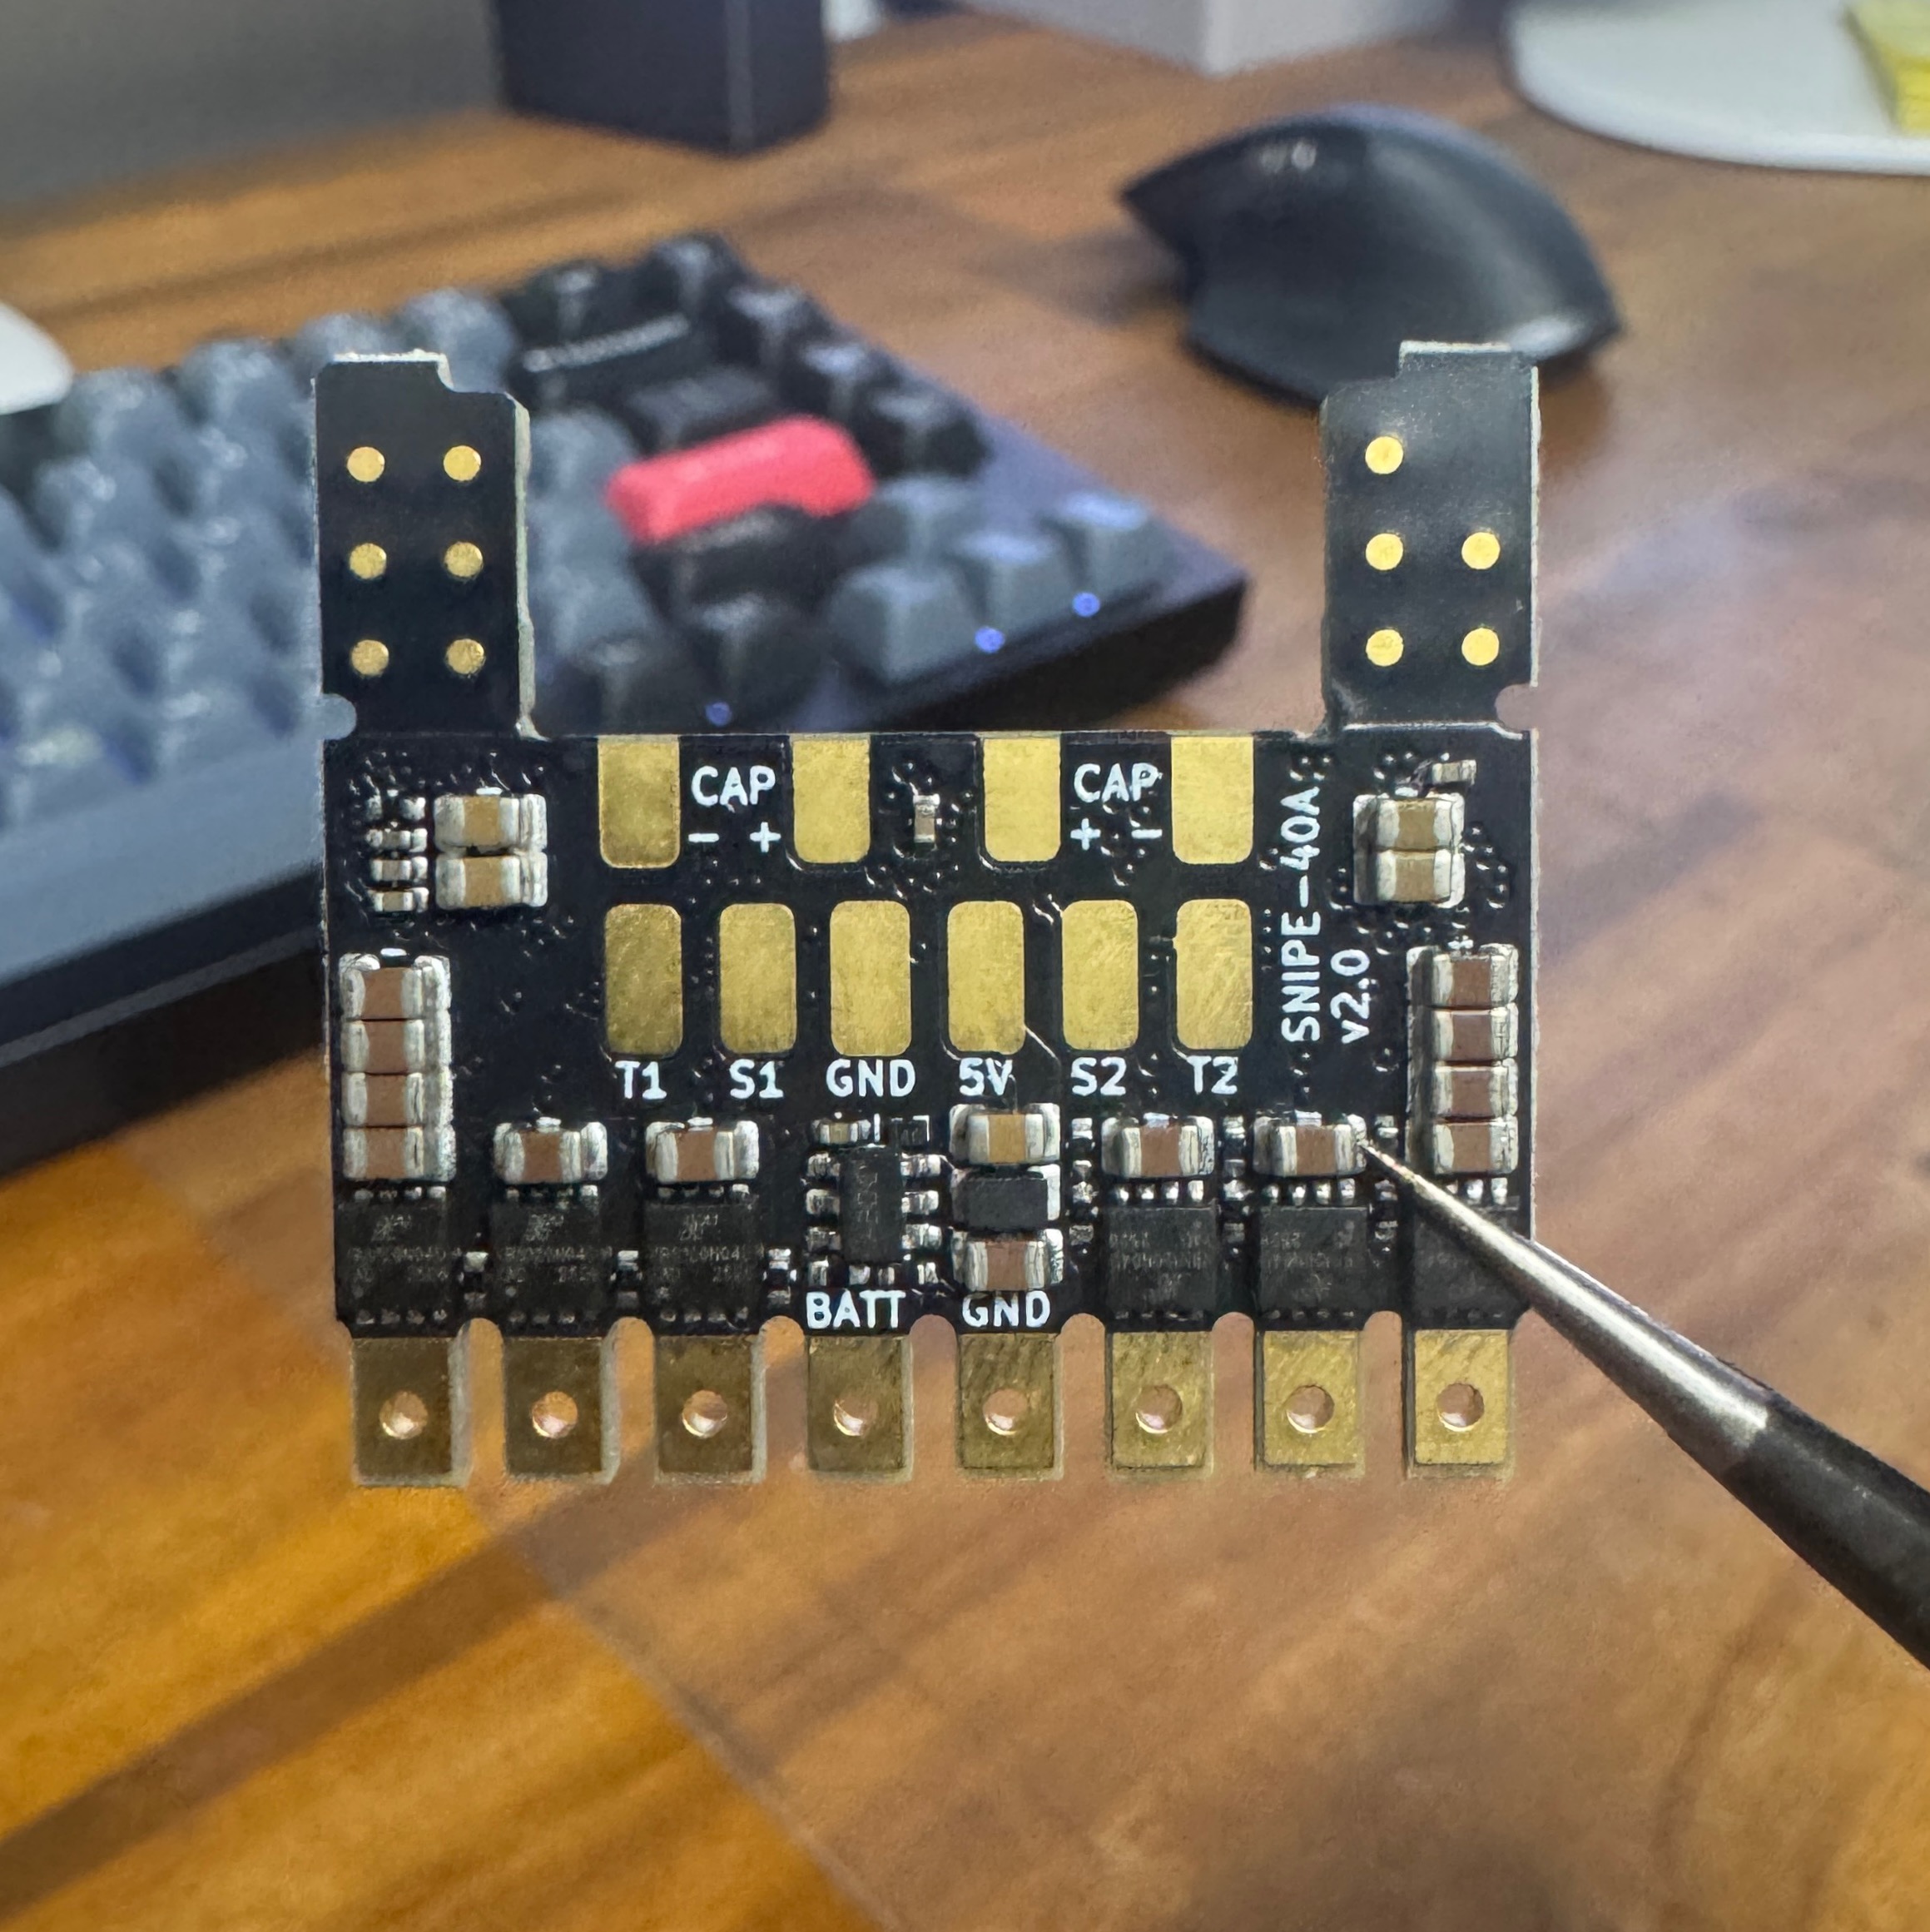 CAP
- +
CAP
+ -
SNIPE-40A
v2.0
T1 S1 GND 5V S2 T2
BATT GND